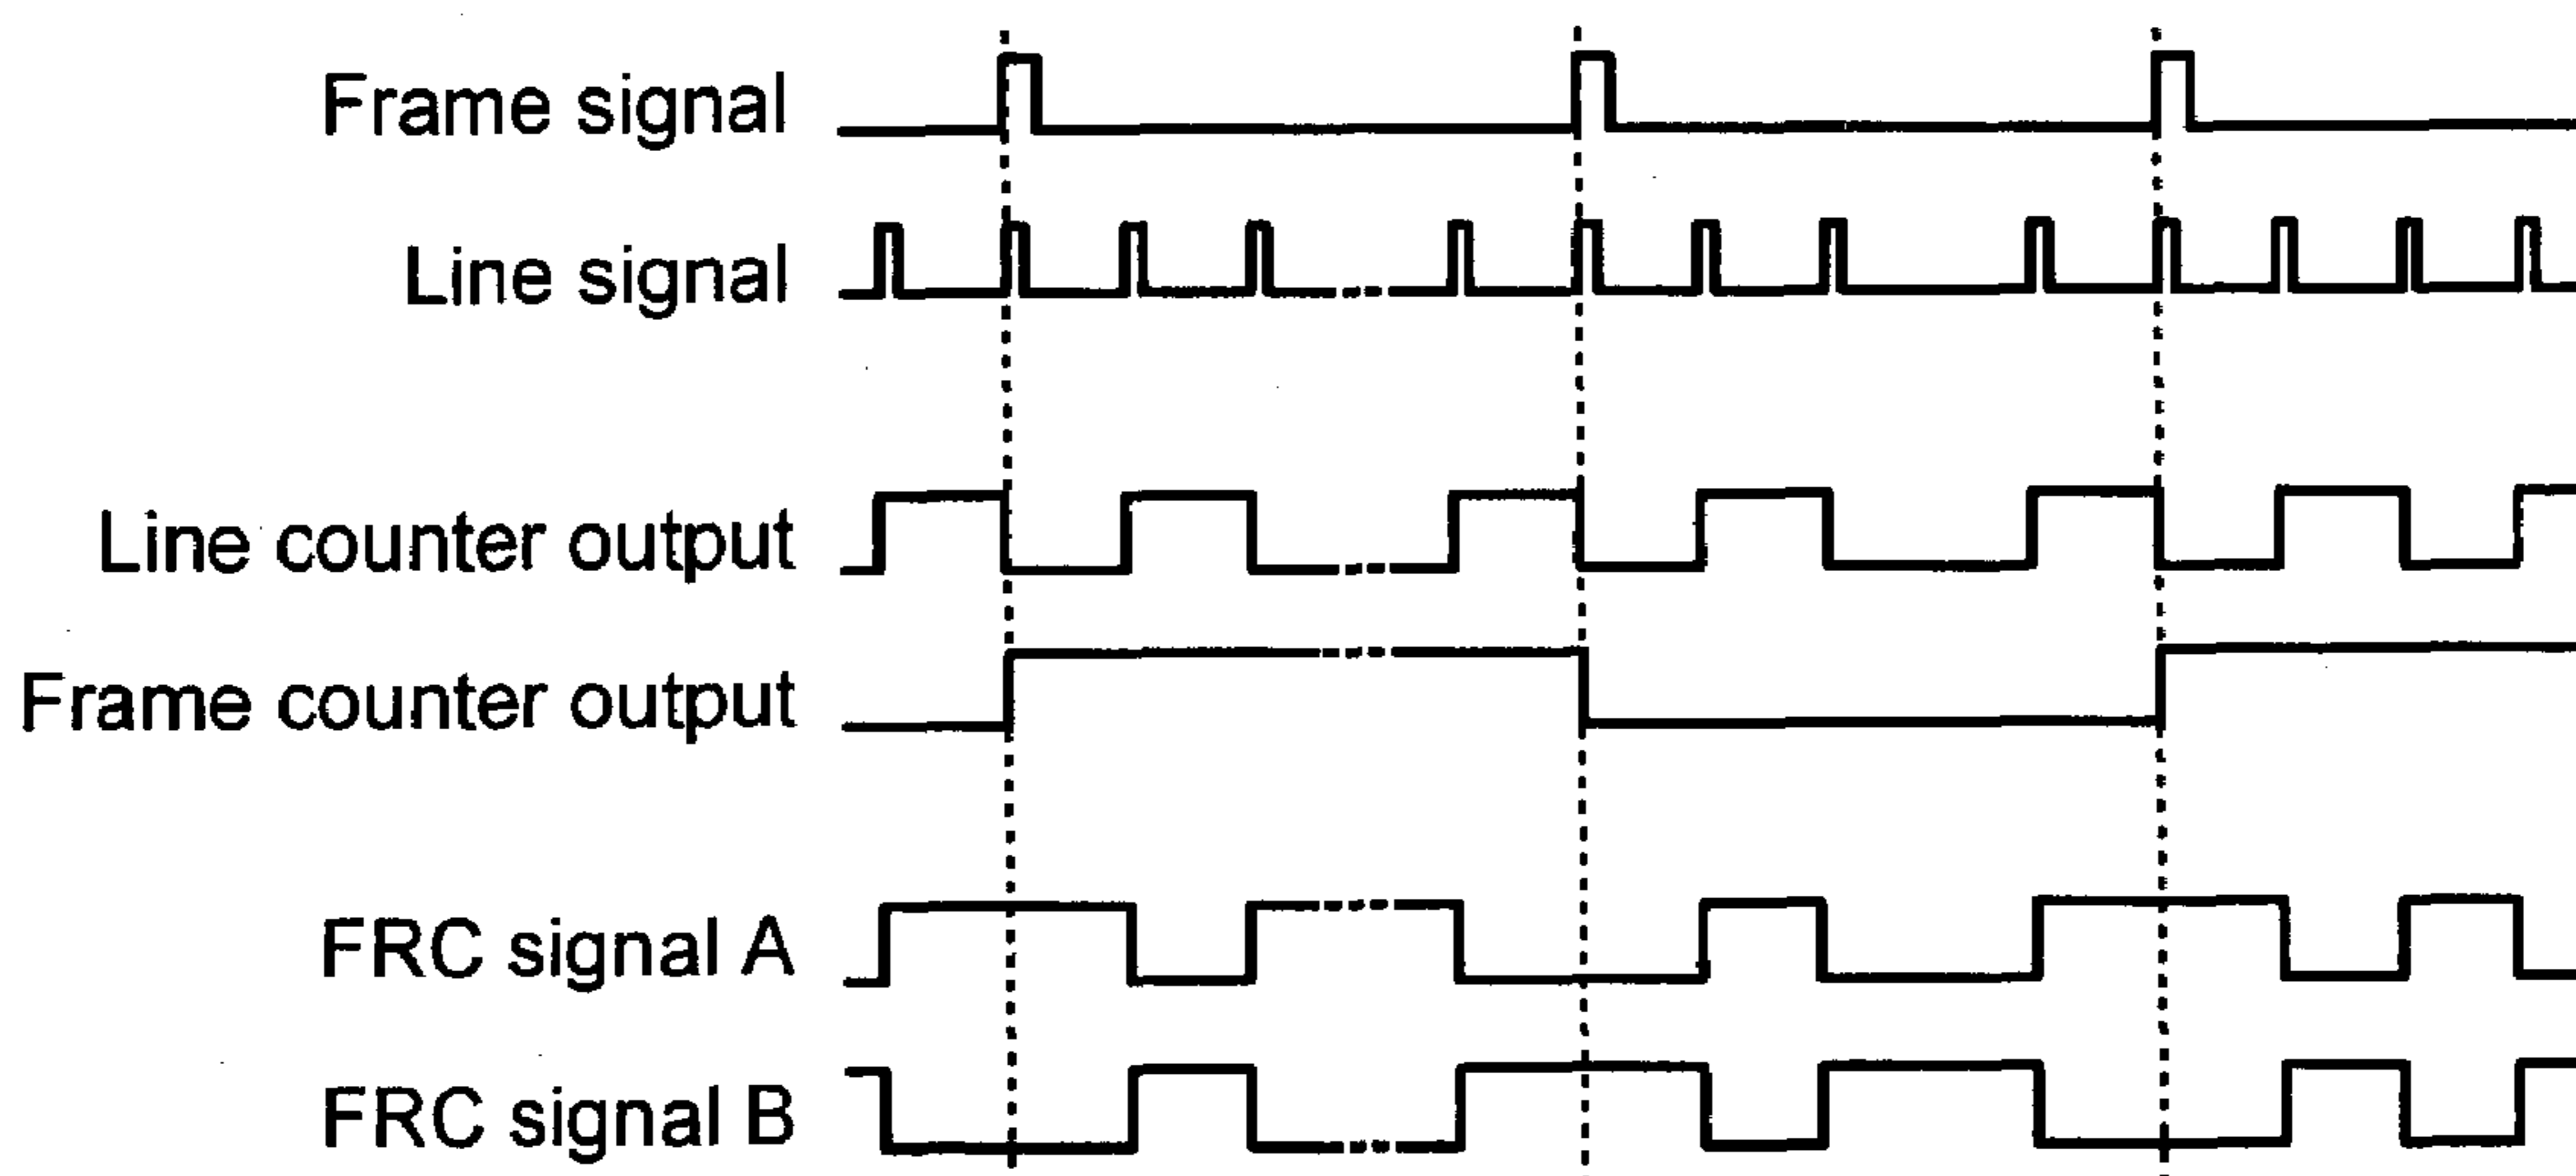 Frame signal
Line signal
Line counter output
Frame counter output
FRC signal A
FRC signal B